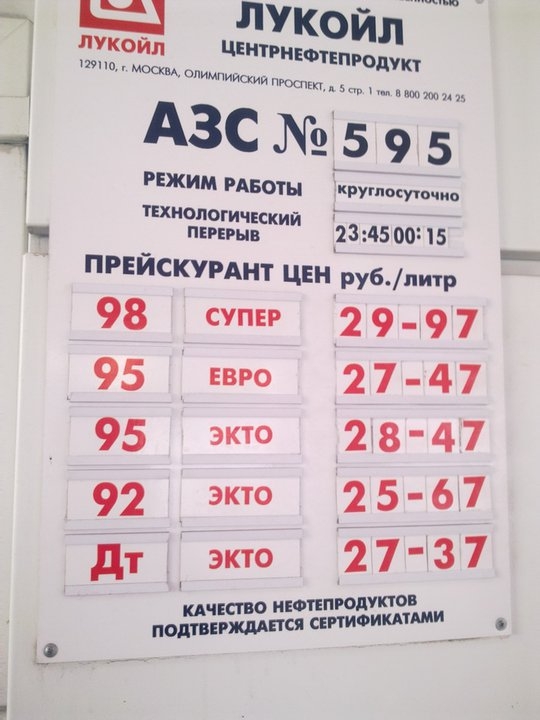 ЛУКОЙЛ
ЛУКОЙЛ
ЦЕНТРНЕФТЕПРОДУКТ
129110, г. МОСКВА, ОЛИМПИЙСКИЙ ПРОСПЕКТ, д. 5 стр. 1 тел. 8 800 200 24 25
АЗС № 595
РЕЖИМ РАБОТЫ круглосуточно
ТЕХНОЛОГИЧЕСКИЙ
ПЕРЕРЫВ 23:45 00:15
ПРЕЙСКУРАНТ ЦЕН руб./литр
98 СУПЕР 29-97
95 ЕВРО 27-47
95 ЭКТО 28-47
92 ЭКТО 25-67
Дт ЭКТО 27-37
КАЧЕСТВО НЕФТЕПРОДУКТОВ
ПОДТВЕРЖДАЕТСЯ СЕРТИФИКАТАМИ